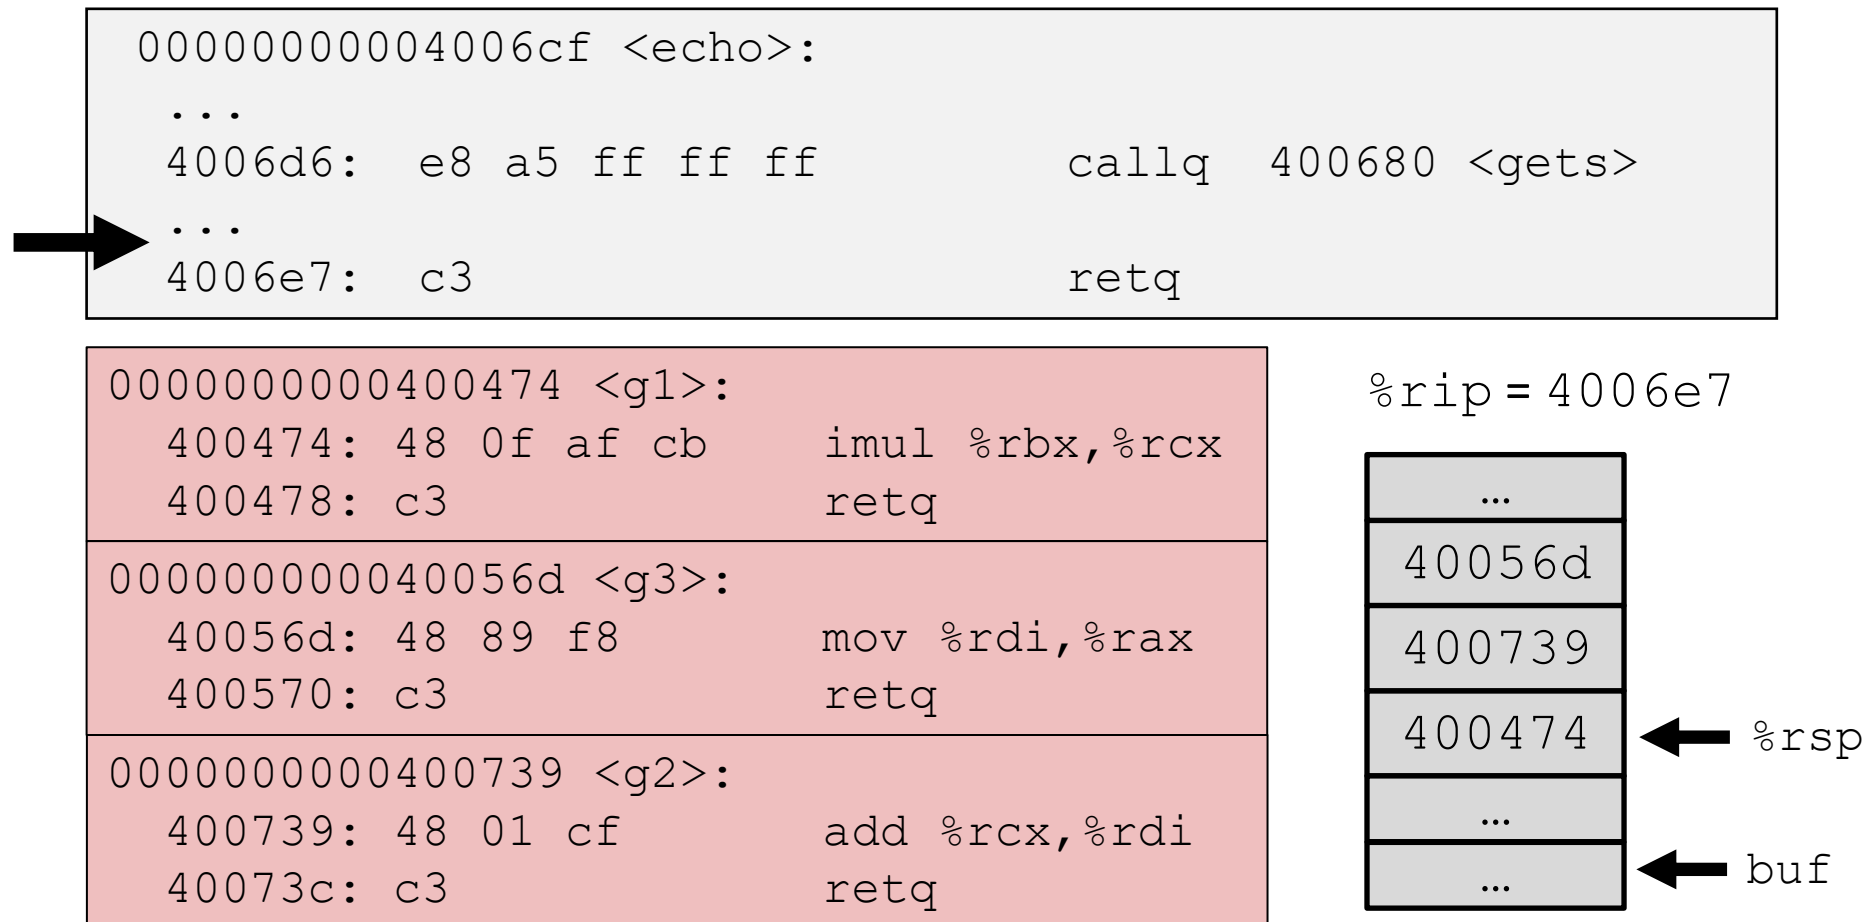 00000000004006cf <echo>:
...
4006d6: e8 a5 ff ff ff callq 400680 <gets>
...
4006e7: c3 retq
0000000000400474 <g1>:
400474: 48 0f af cb imul %rbx,%rcx
400478: c3 retq
000000000040056d <g3>:
40056d: 48 89 f8 mov %rdi,%rax
400570: c3 retq
0000000000400739 <g2>:
400739: 48 01 cf add %rcx,%rdi
40073c: c3 retq
%rip = 4006e7
…
40056d
400739
400474 %rsp
…
… buf